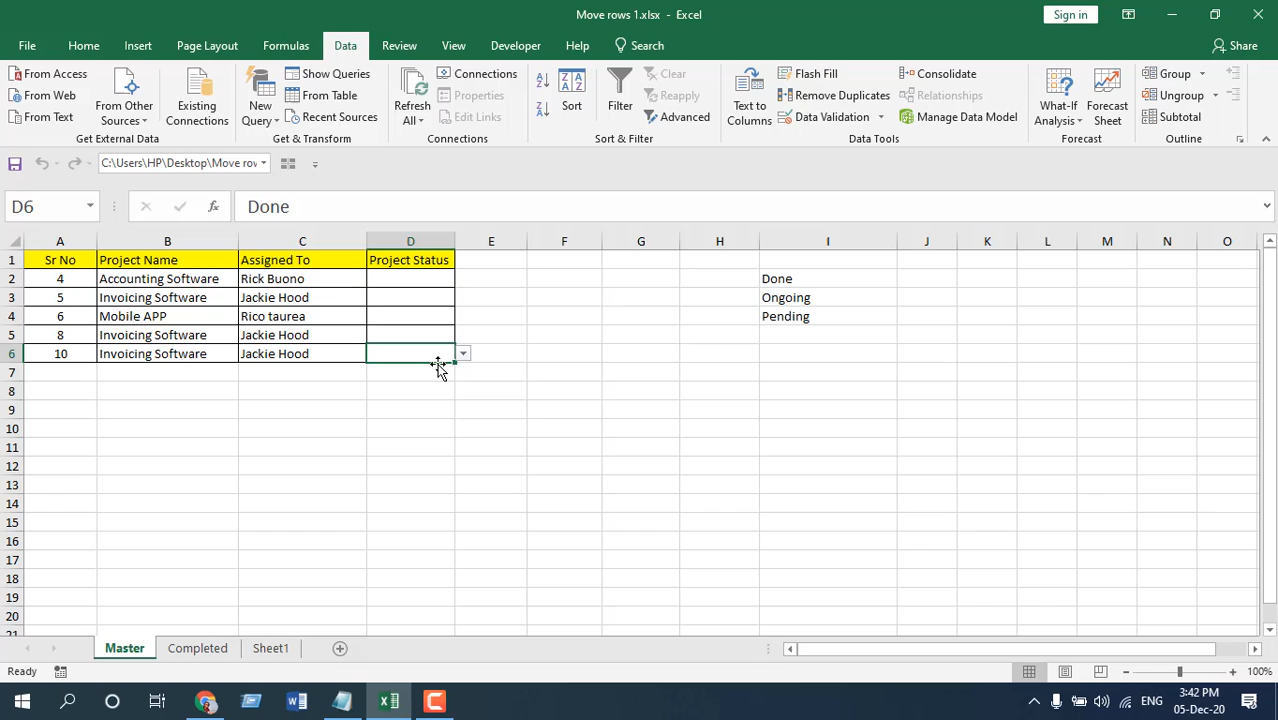 Move rows 1.xlsx - Excel
Sign in
File Home Insert Page Layout Formulas Data Review View Developer Help Search Share
From Access
From Web
From Text
From Other Sources
Existing Connections
Get External Data
New Query
Show Queries
From Table
Recent Sources
Get & Transform
Refresh All
Connections
Properties
Edit Links
Connections
Sort
Filter
Clear
Reapply
Advanced
Sort & Filter
Text to Columns
Flash Fill
Remove Duplicates
Data Validation
Consolidate
Relationships
Manage Data Model
Data Tools
What-If Analysis
Forecast Sheet
Forecast
Group
Ungroup
Subtotal
Outline
C:\Users\HP\Desktop\Move row
D6 fx Done
A B C D E F G H I J K L M N O
1 Sr No Project Name Assigned To Project Status
2 4 Accounting Software Rick Buono Done
3 5 Invoicing Software Jackie Hood Ongoing
4 6 Mobile APP Rico taurea Pending
5 8 Invoicing Software Jackie Hood
6 10 Invoicing Software Jackie Hood
7
8
9
10
11
12
13
14
15
16
17
18
19
20
21
Master Completed Sheet1
Ready 100%
ENG 3:42 PM
05-Dec-20